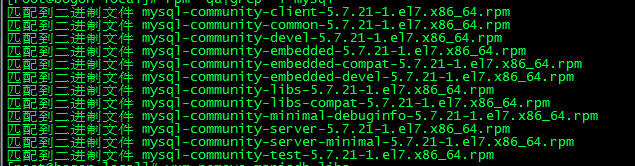 匹配到二进制文件 mysql-community-client-5.7.21-1.el7.x86_64.rpm
匹配到二进制文件 mysql-community-common-5.7.21-1.el7.x86_64.rpm
匹配到二进制文件 mysql-community-devel-5.7.21-1.el7.x86_64.rpm
匹配到二进制文件 mysql-community-embedded-5.7.21-1.el7.x86_64.rpm
匹配到二进制文件 mysql-community-embedded-compat-5.7.21-1.el7.x86_64.rpm
匹配到二进制文件 mysql-community-embedded-devel-5.7.21-1.el7.x86_64.rpm
匹配到二进制文件 mysql-community-libs-5.7.21-1.el7.x86_64.rpm
匹配到二进制文件 mysql-community-libs-compat-5.7.21-1.el7.x86_64.rpm
匹配到二进制文件 mysql-community-minimal-debuginfo-5.7.21-1.el7.x86_64.rpm
匹配到二进制文件 mysql-community-server-5.7.21-1.el7.x86_64.rpm
匹配到二进制文件 mysql-community-server-minimal-5.7.21-1.el7.x86_64.rpm
匹配到二进制文件 mysql-community-test-5.7.21-1.el7.x86_64.rpm